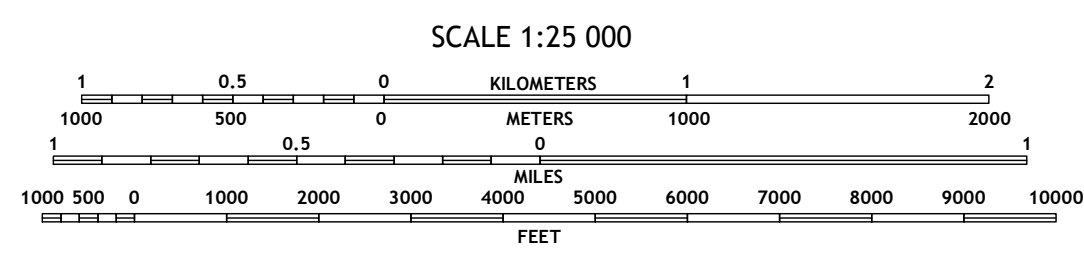 SCALE 1:25 000
1 0.5 0 KILOMETERS 1 2
1000 500 0 METERS 1000 2000
1 0.5 0 1
MILES
1000 500 0 1000 2000 3000 4000 5000 6000 7000 8000 9000 10000
FEET